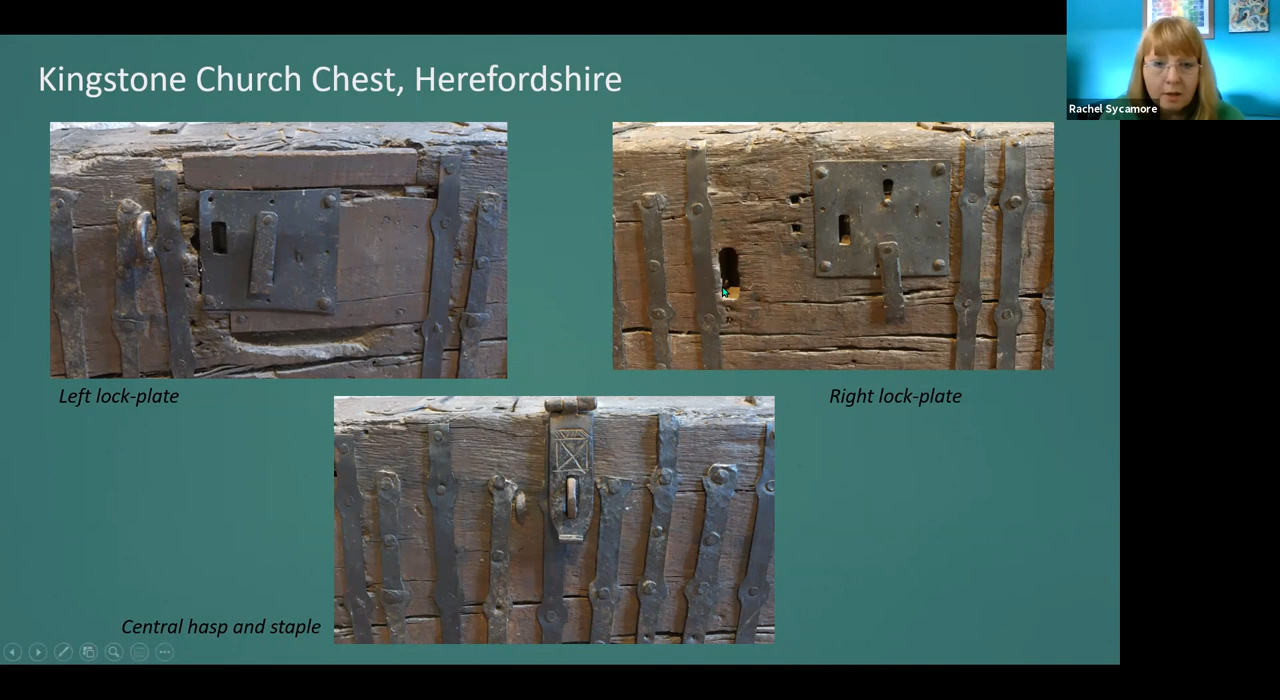 Kingstone Church Chest, Herefordshire
Rachel Sycamore
Left lock-plate
Right lock-plate
Central hasp and staple